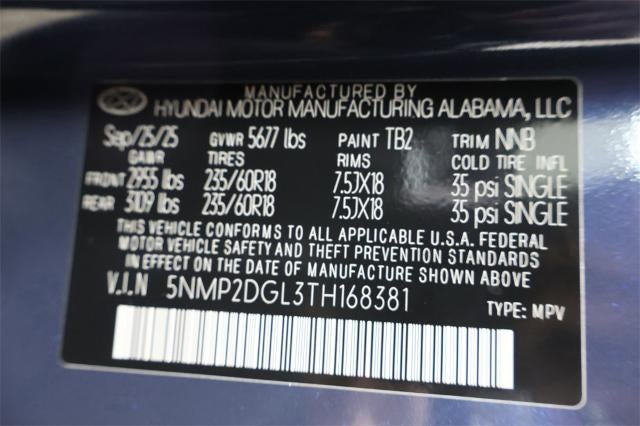 MANUFACTURED BY
HYUNDAI MOTOR MANUFACTURING ALABAMA, LLC
Sep/25/25 GVWR 5677 lbs PAINT TB2 TRIM NNB
GAWR TIRES RIMS COLD TIRE INFL
FRONT 2955 lbs 235/60R18 7.5JX18 35 psi SINGLE
REAR 3109 lbs 235/60R18 7.5JX18 35 psi SINGLE
THIS VEHICLE CONFORMS TO ALL APPLICABLE U.S.A. FEDERAL
MOTOR VEHICLE SAFETY AND THEFT PREVENTION STANDARDS
IN EFFECT ON THE DATE OF MANUFACTURE SHOWN ABOVE
V.I.N 5NMP2DGL3TH168381
TYPE: MPV